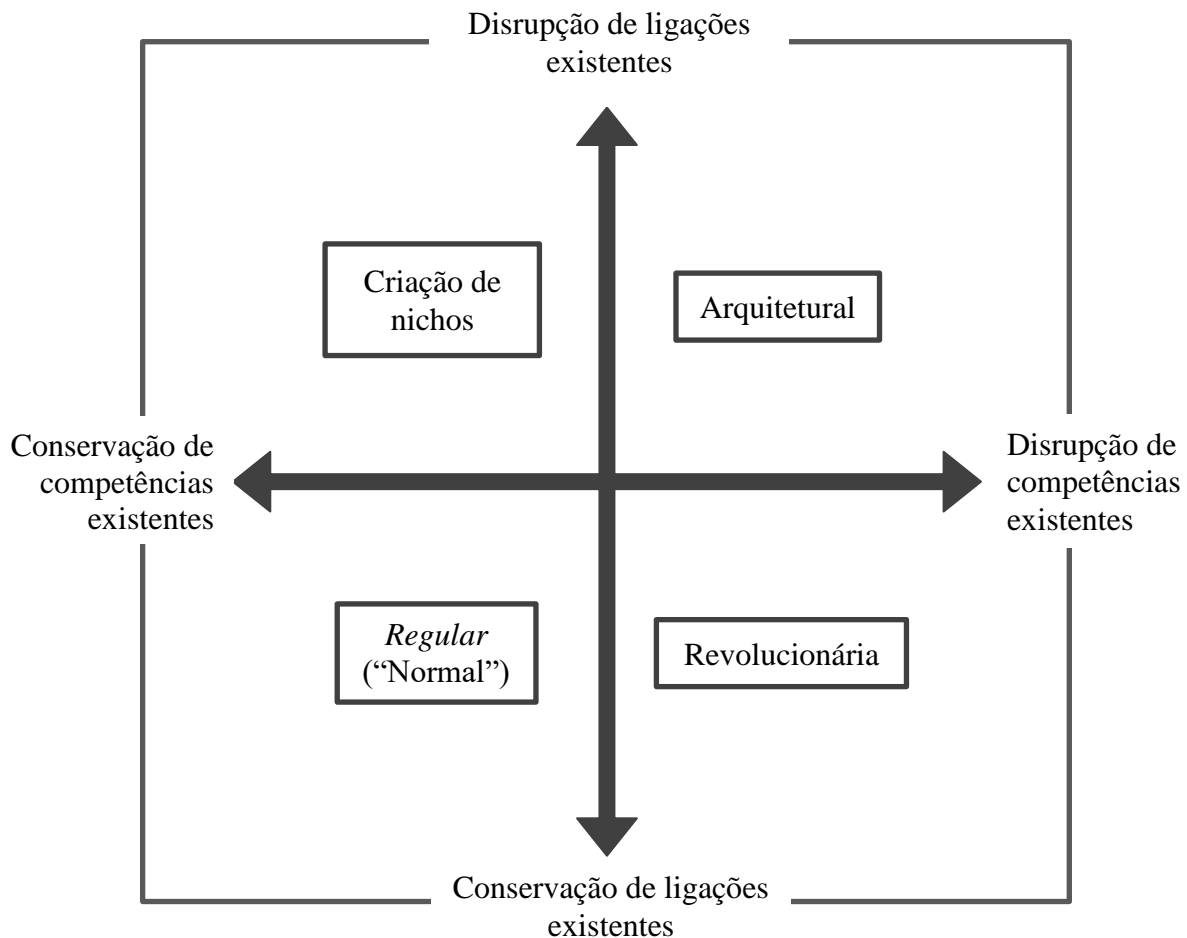 Disrupção de ligações
existentes
Criação de
nichos
Arquitetural
Conservação de
competências
existentes
Disrupção de
competências
existentes
Regular
(“Normal”)
Revolucionária
Conservação de ligações
existentes